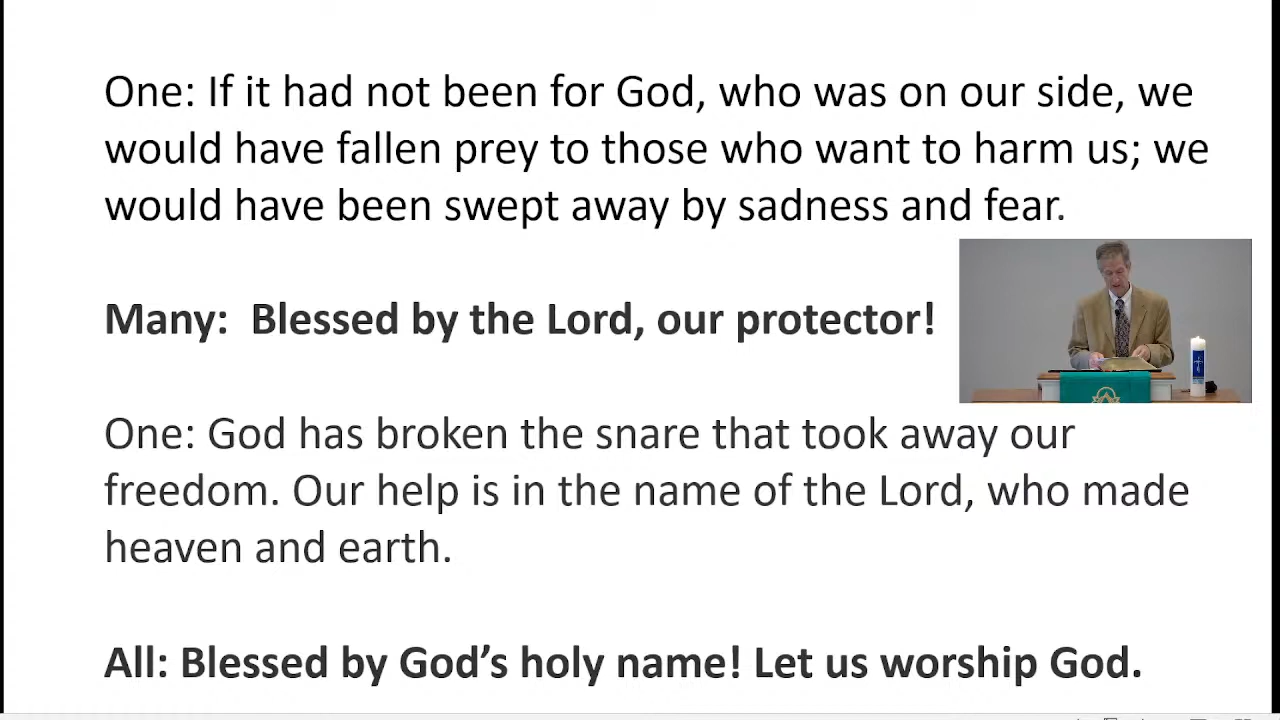 One: If it had not been for God, who was on our side, we
would have fallen prey to those who want to harm us; we
would have been swept away by sadness and fear.
Many:  Blessed by the Lord, our protector!
One: God has broken the snare that took away our
freedom. Our help is in the name of the Lord, who made
heaven and earth.
All: Blessed by God’s holy name! Let us worship God.